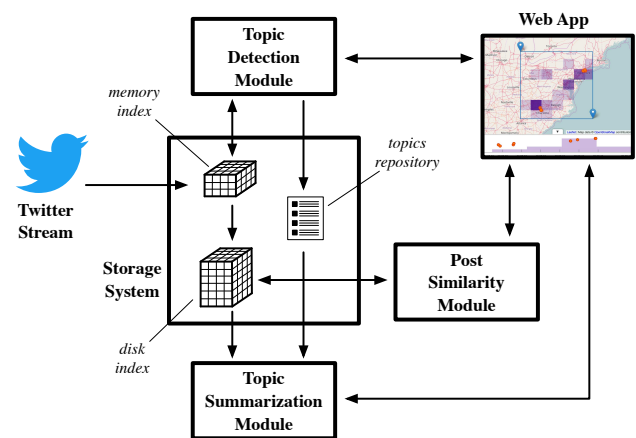 Web App
Topic
Detection
Module
memory
index
topics
repository
Twitter
Stream
Storage
System
Post
Similarity
Module
disk
index
Topic
Summarization
Module